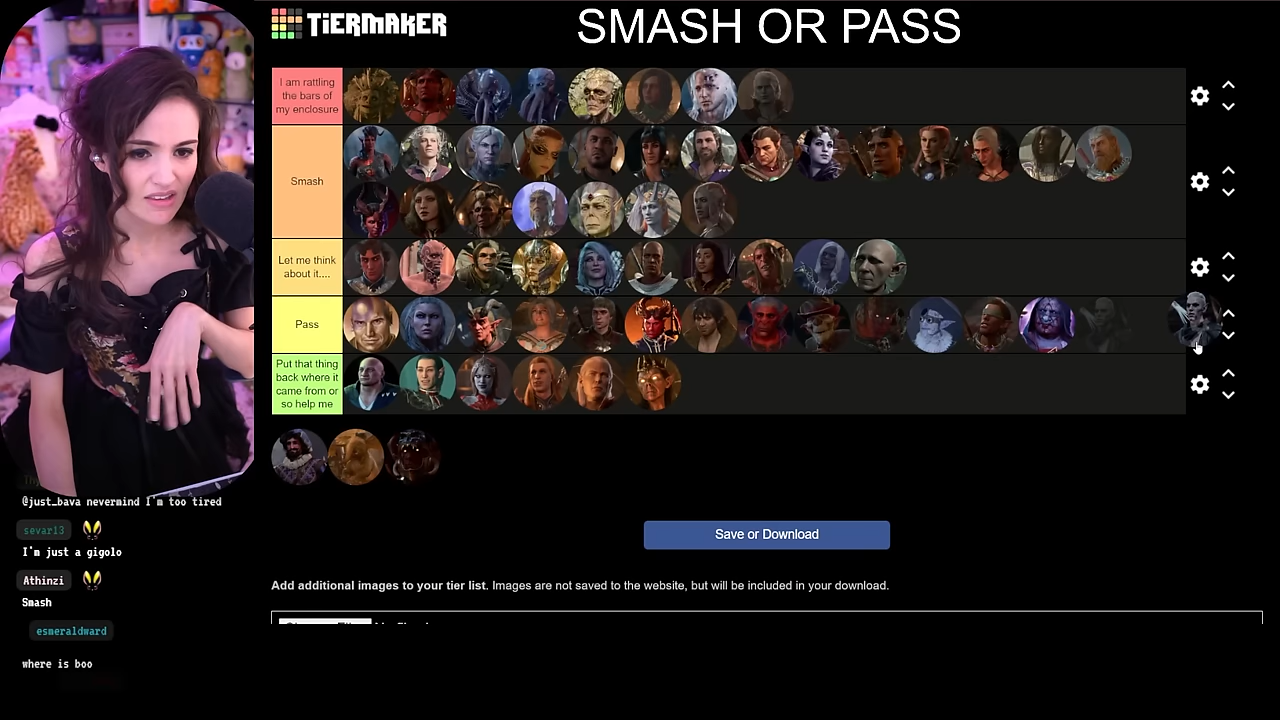 TiERMAKER
SMASH OR PASS
I am rattling
the bars of
my enclosure
Smash
Let me think
about it....
Pass
Put that thing
back where it
came from or
so help me
@just_bava nevermind I'm too tired
sevar13
I'm just a gigolo
Athinzi
Smash
esmeraldward
where is boo
Save or Download
Add additional images to your tier list. Images are not saved to the website, but will be included in your download.